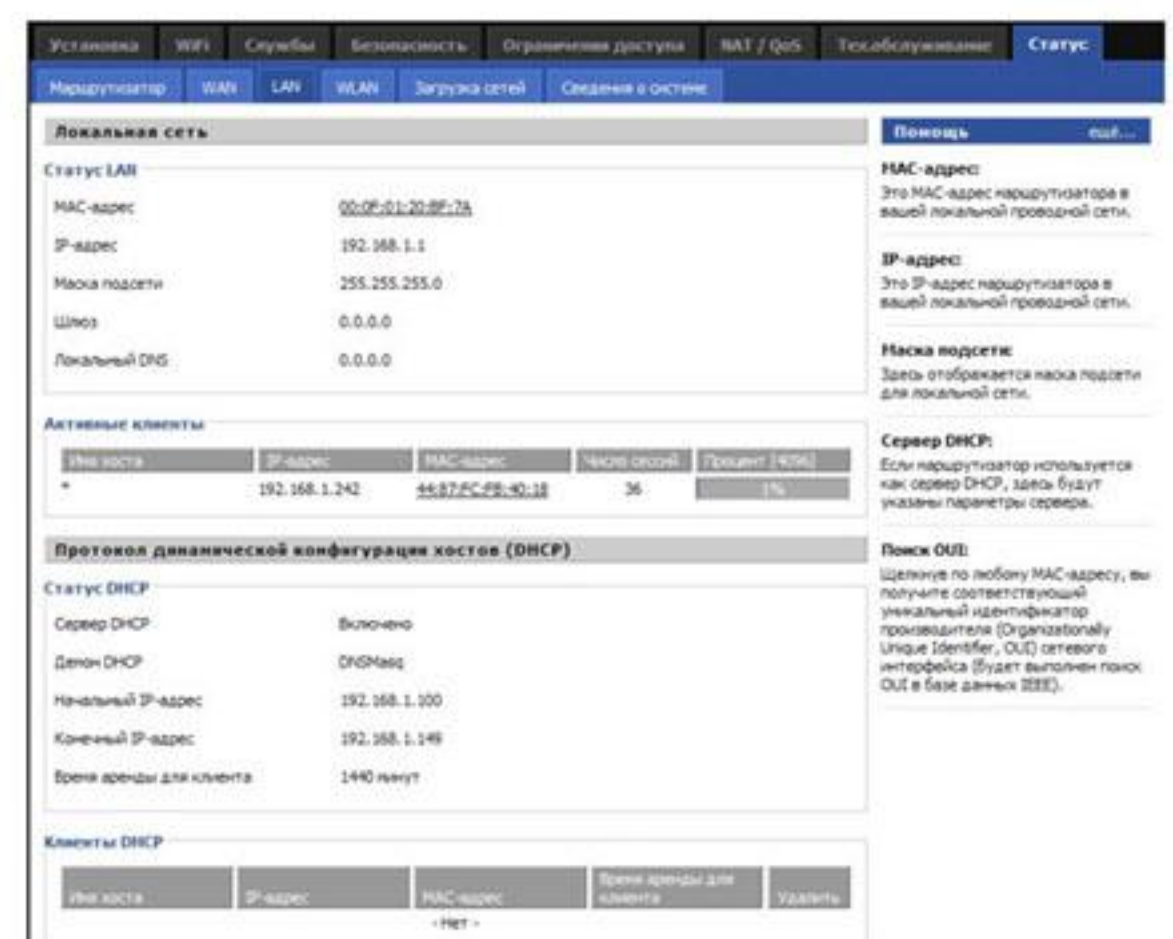 Установка WiFi Службы Безопасность Ограничения доступа NAT / QoS Тех.обслуживание Статус
Маршрутизатор WAN LAN WLAN Загрузка сетей Сведения о системе
Локальная сеть
Статус LAN
MAC-адрес 00:0F:01:20:BF:7A
IP-адрес 192.168.1.1
Маска подсети 255.255.255.0
Шлюз 0.0.0.0
Локальный DNS 0.0.0.0
Активные клиенты
Имя хоста IP-адрес MAC-адрес Число сессий Процент [4096]
* 192.168.1.242 44:87:FC:FB:40:18 36 1%
Протокол динамической конфигурации хостов (DHCP)
Статус DHCP
Сервер DHCP Включено
Демон DHCP DNSMasq
Начальный IP-адрес 192.168.1.100
Конечный IP-адрес 192.168.1.149
Время аренды для клиента 1440 минут
Клиенты DHCP
Имя хоста IP-адрес MAC-адрес Время аренды для
клиента Удалить
- Нет -
Помощь ещё...
MAC-адрес:
Это MAC-адрес маршрутизатора в
вашей локальной проводной сети.
IP-адрес:
Это IP-адрес маршрутизатора в
вашей локальной проводной сети.
Маска подсети:
Здесь отображается маска подсети
для локальной сети.
Сервер DHCP:
Если маршрутизатор используется
как сервер DHCP, здесь будут
указаны параметры сервера.
Поиск OUI:
Щелкнув по любому MAC-адресу, вы
получите соответствующий
уникальный идентификатор
производителя (Organizationally
Unique Identifier, OUI) сетевого
интерфейса (будет выполнен поиск
OUI в базе данных IEEE).